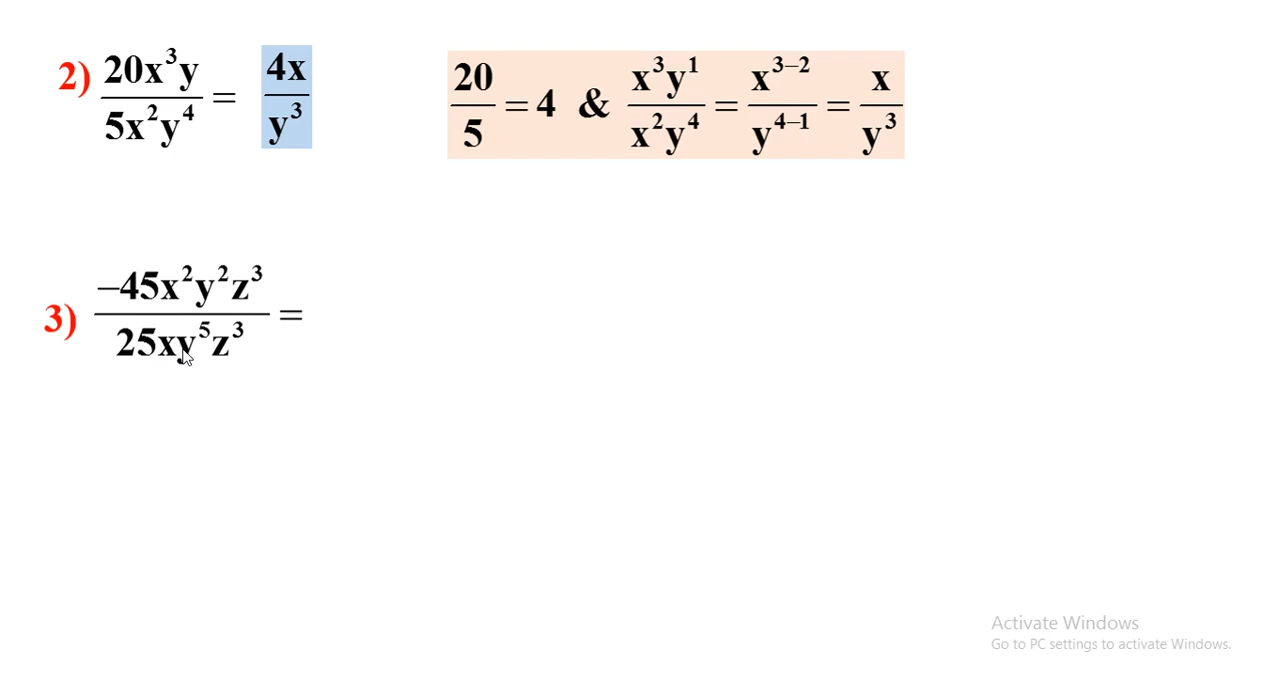 2) 20x³y / 5x²y⁴ = 4x / y³
20 / 5 = 4 & x³y¹ / x²y⁴ = x³⁻² / y⁴⁻¹ = x / y³
3) –45x²y²z³ / 25xy⁵z³ =
Activate Windows
Go to PC settings to activate Windows.